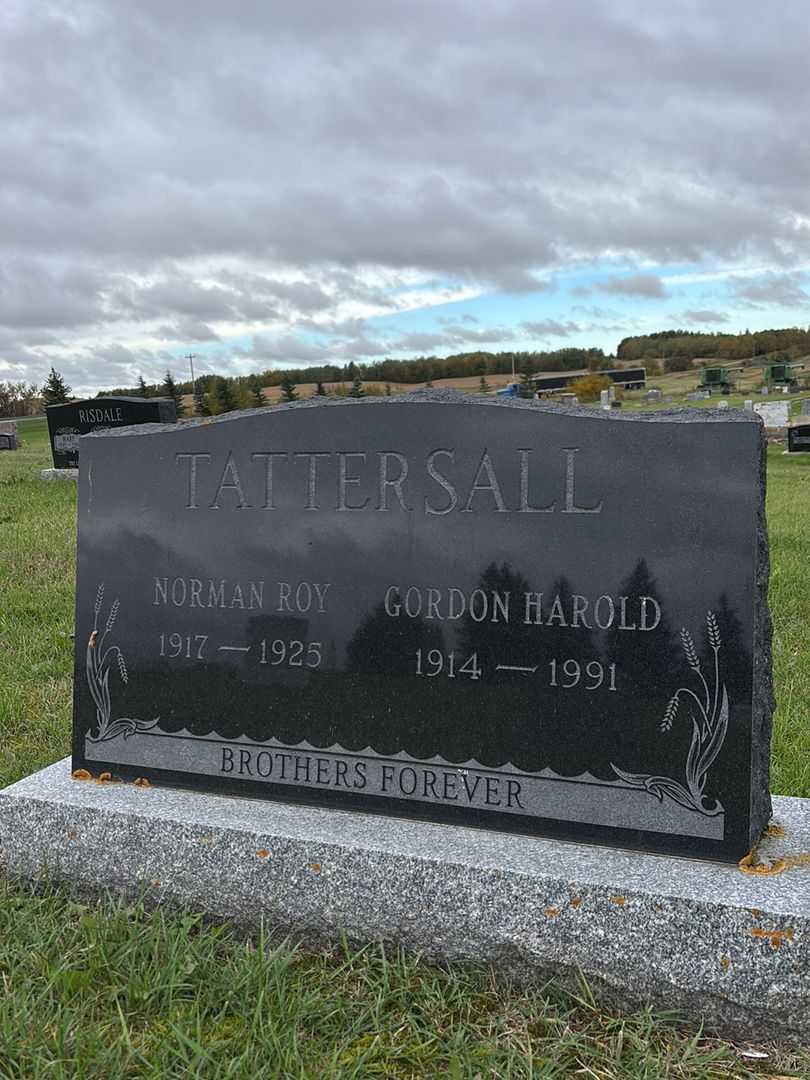 RISDALE
TATTERSALL
NORMAN ROY
1917 — 1925
GORDON HAROLD
1914 — 1991
BROTHERS FOREVER